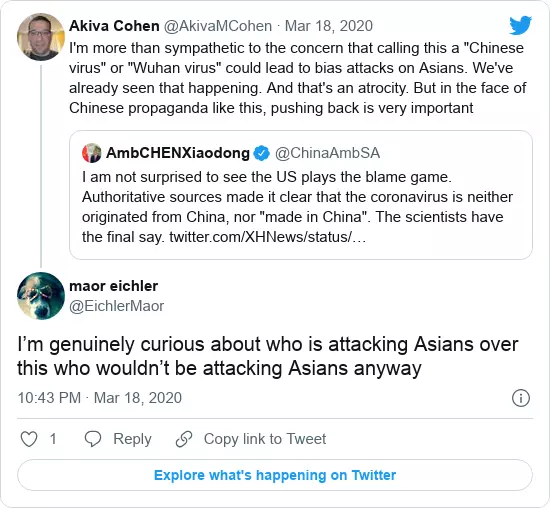 Akiva Cohen @AkivaMCohen · Mar 18, 2020
I'm more than sympathetic to the concern that calling this a "Chinese
virus" or "Wuhan virus" could lead to bias attacks on Asians. We've
already seen that happening. And that's an atrocity. But in the face of
Chinese propaganda like this, pushing back is very important
AmbCHENXiaodong @ChinaAmbSA
I am not surprised to see the US plays the blame game.
Authoritative sources made it clear that the coronavirus is neither
originated from China, nor "made in China". The scientists have
the final say. twitter.com/XHNews/status/…
maor eichler
@EichlerMaor
I’m genuinely curious about who is attacking Asians over
this who wouldn’t be attacking Asians anyway
10:43 PM · Mar 18, 2020
1 Reply Copy link to Tweet
Explore what's happening on Twitter